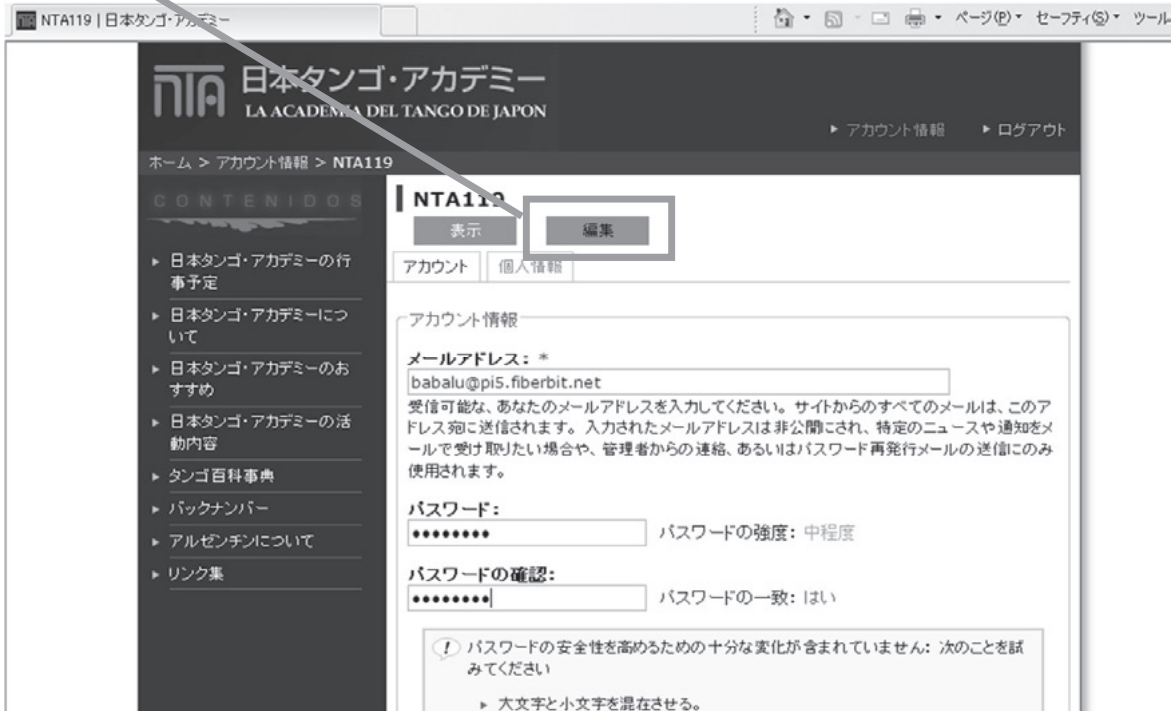 NTA119 | 日本タンゴ・アカデミー
ページ(P) セーフティ(S) ツール
nTA 日本タンゴ・アカデミー
LA ACADEMIA DEL TANGO DE JAPON
アカウント情報 ログアウト
ホーム > アカウント情報 > NTA119
CONTENIDOS
日本タンゴ・アカデミーの行
事予定
日本タンゴ・アカデミーにつ
いて
日本タンゴ・アカデミーのお
すすめ
日本タンゴ・アカデミーの活
動内容
タンゴ百科事典
バックナンバー
アルゼンチンについて
リンク集
NTA119
表示 編集
アカウント 個人情報
アカウント情報
メールアドレス: *
babalu@pi5.fiberbit.net
受信可能な、あなたのメールアドレスを入力してください。サイトからのすべてのメールは、このア
ドレス宛に送信されます。入力されたメールアドレスは非公開にされ、特定のニュースや通知をメ
ールで受け取りたい場合や、管理者からの連絡、あるいはパスワード再発行メールの送信にのみ
使用されます。
パスワード:
●●●●●●●● パスワードの強度: 中程度
パスワードの確認:
●●●●●●●● パスワードの一致: はい
パスワードの安全性を高めるための十分な変化が含まれていません: 次のことを試
みてください
大文字と小文字を混在させる。